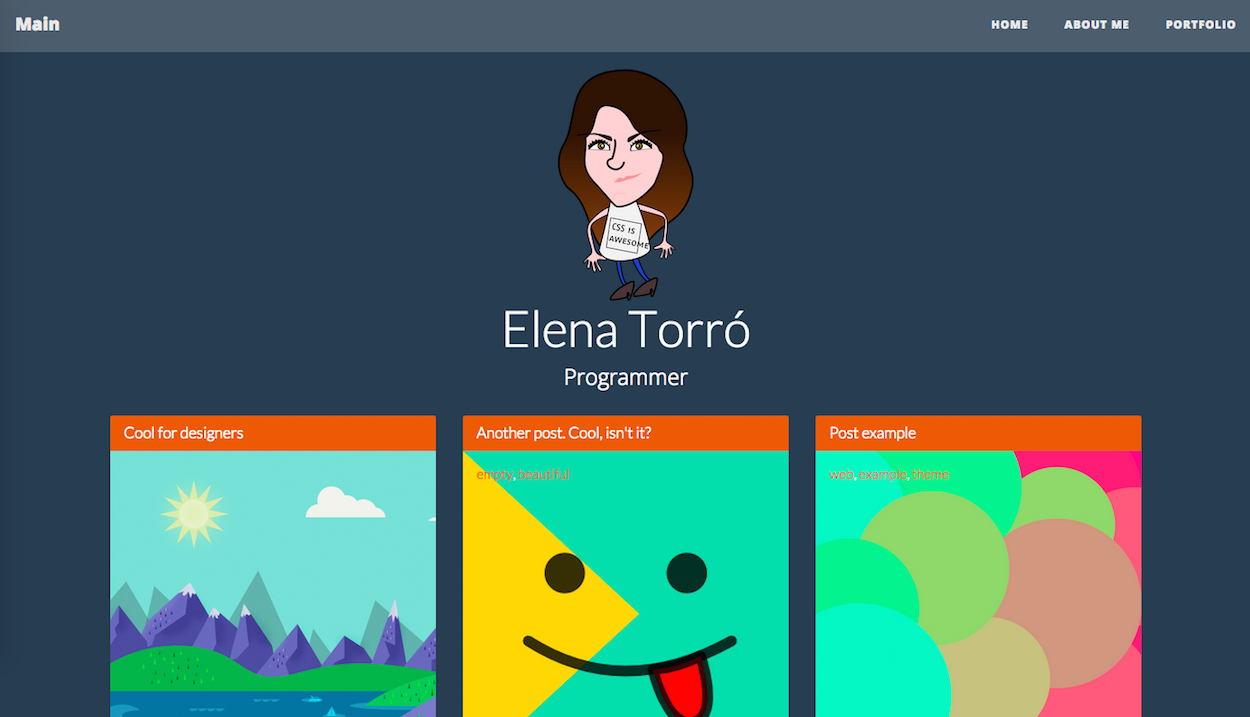 Main
HOME ABOUT ME PORTFOLIO
CSS IS
AWESOME
Elena Torró
Programmer
Cool for designers
Another post. Cool, isn't it?
empty, beautiful
Post example
web, example, theme